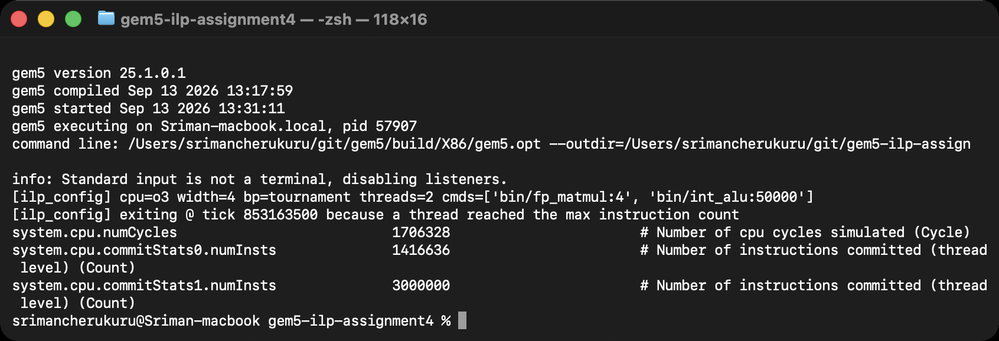 gem5-ilp-assignment4 — -zsh — 118×16
gem5 version 25.1.0.1
gem5 compiled Sep 13 2026 13:17:59
gem5 started Sep 13 2026 13:31:11
gem5 executing on Sriman-macbook.local, pid 57907
command line: /Users/srimancherukuru/git/gem5/build/X86/gem5.opt --outdir=/Users/srimancherukuru/git/gem5-ilp-assign
info: Standard input is not a terminal, disabling listeners.
[ilp_config] cpu=o3 width=4 bp=tournament threads=2 cmds=['bin/fp_matmul:4', 'bin/int_alu:50000']
[ilp_config] exiting @ tick 853163500 because a thread reached the max instruction count
system.cpu.numCycles 1706328 # Number of cpu cycles simulated (Cycle)
system.cpu.commitStats0.numInsts 1416636 # Number of instructions committed (thread
level) (Count)
system.cpu.commitStats1.numInsts 3000000 # Number of instructions committed (thread
level) (Count)
srimancherukuru@Sriman-macbook gem5-ilp-assignment4 %